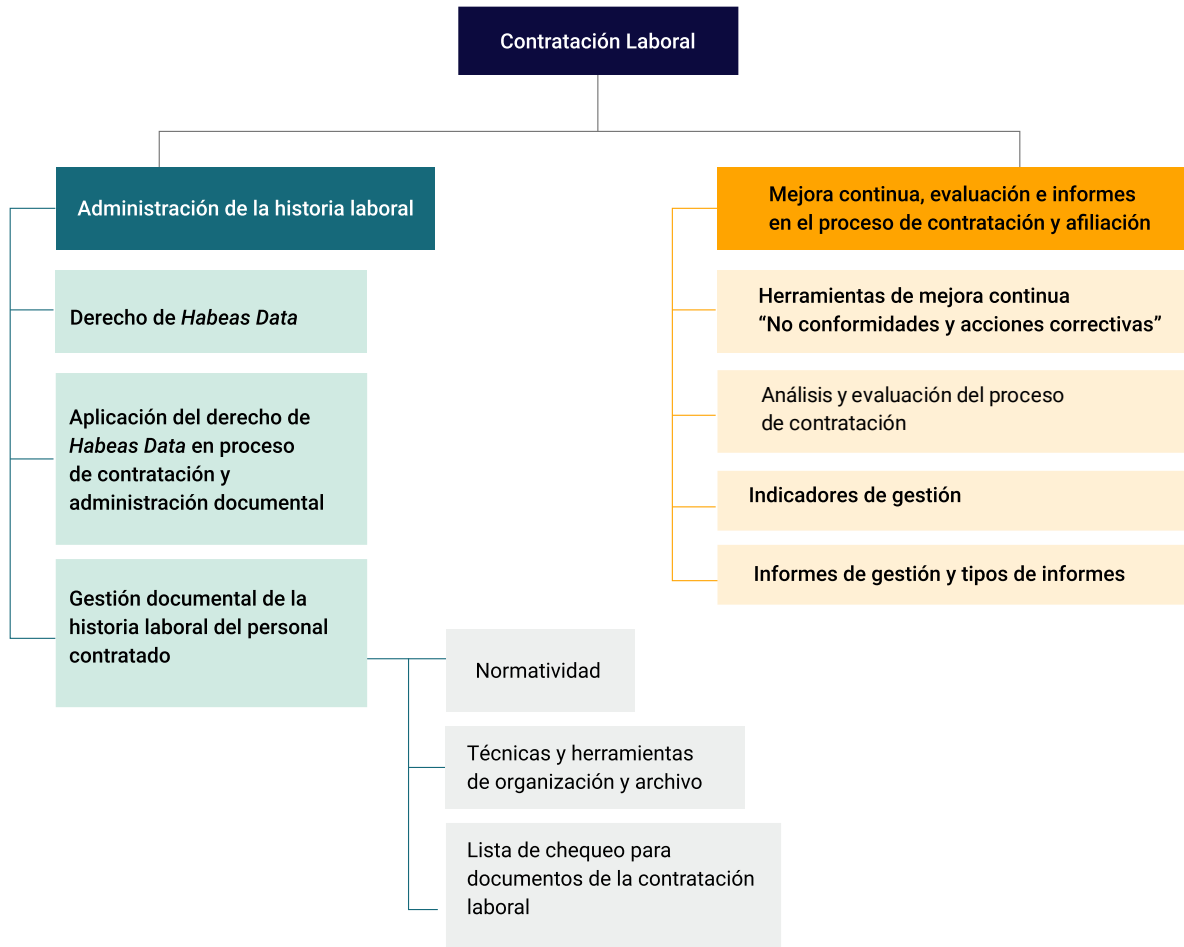 Contratación Laboral
Administración de la historia laboral
Derecho de Habeas Data
Aplicación del derecho de
Habeas Data en proceso
de contratación y
administración documental
Gestión documental de la
historia laboral del personal
contratado
Normatividad
Técnicas y herramientas
de organización y archivo
Lista de chequeo para
documentos de la contratación
laboral
Mejora continua, evaluación e informes
en el proceso de contratación y afiliación
Herramientas de mejora continua
“No conformidades y acciones correctivas”
Análisis y evaluación del proceso
de contratación
Indicadores de gestión
Informes de gestión y tipos de informes